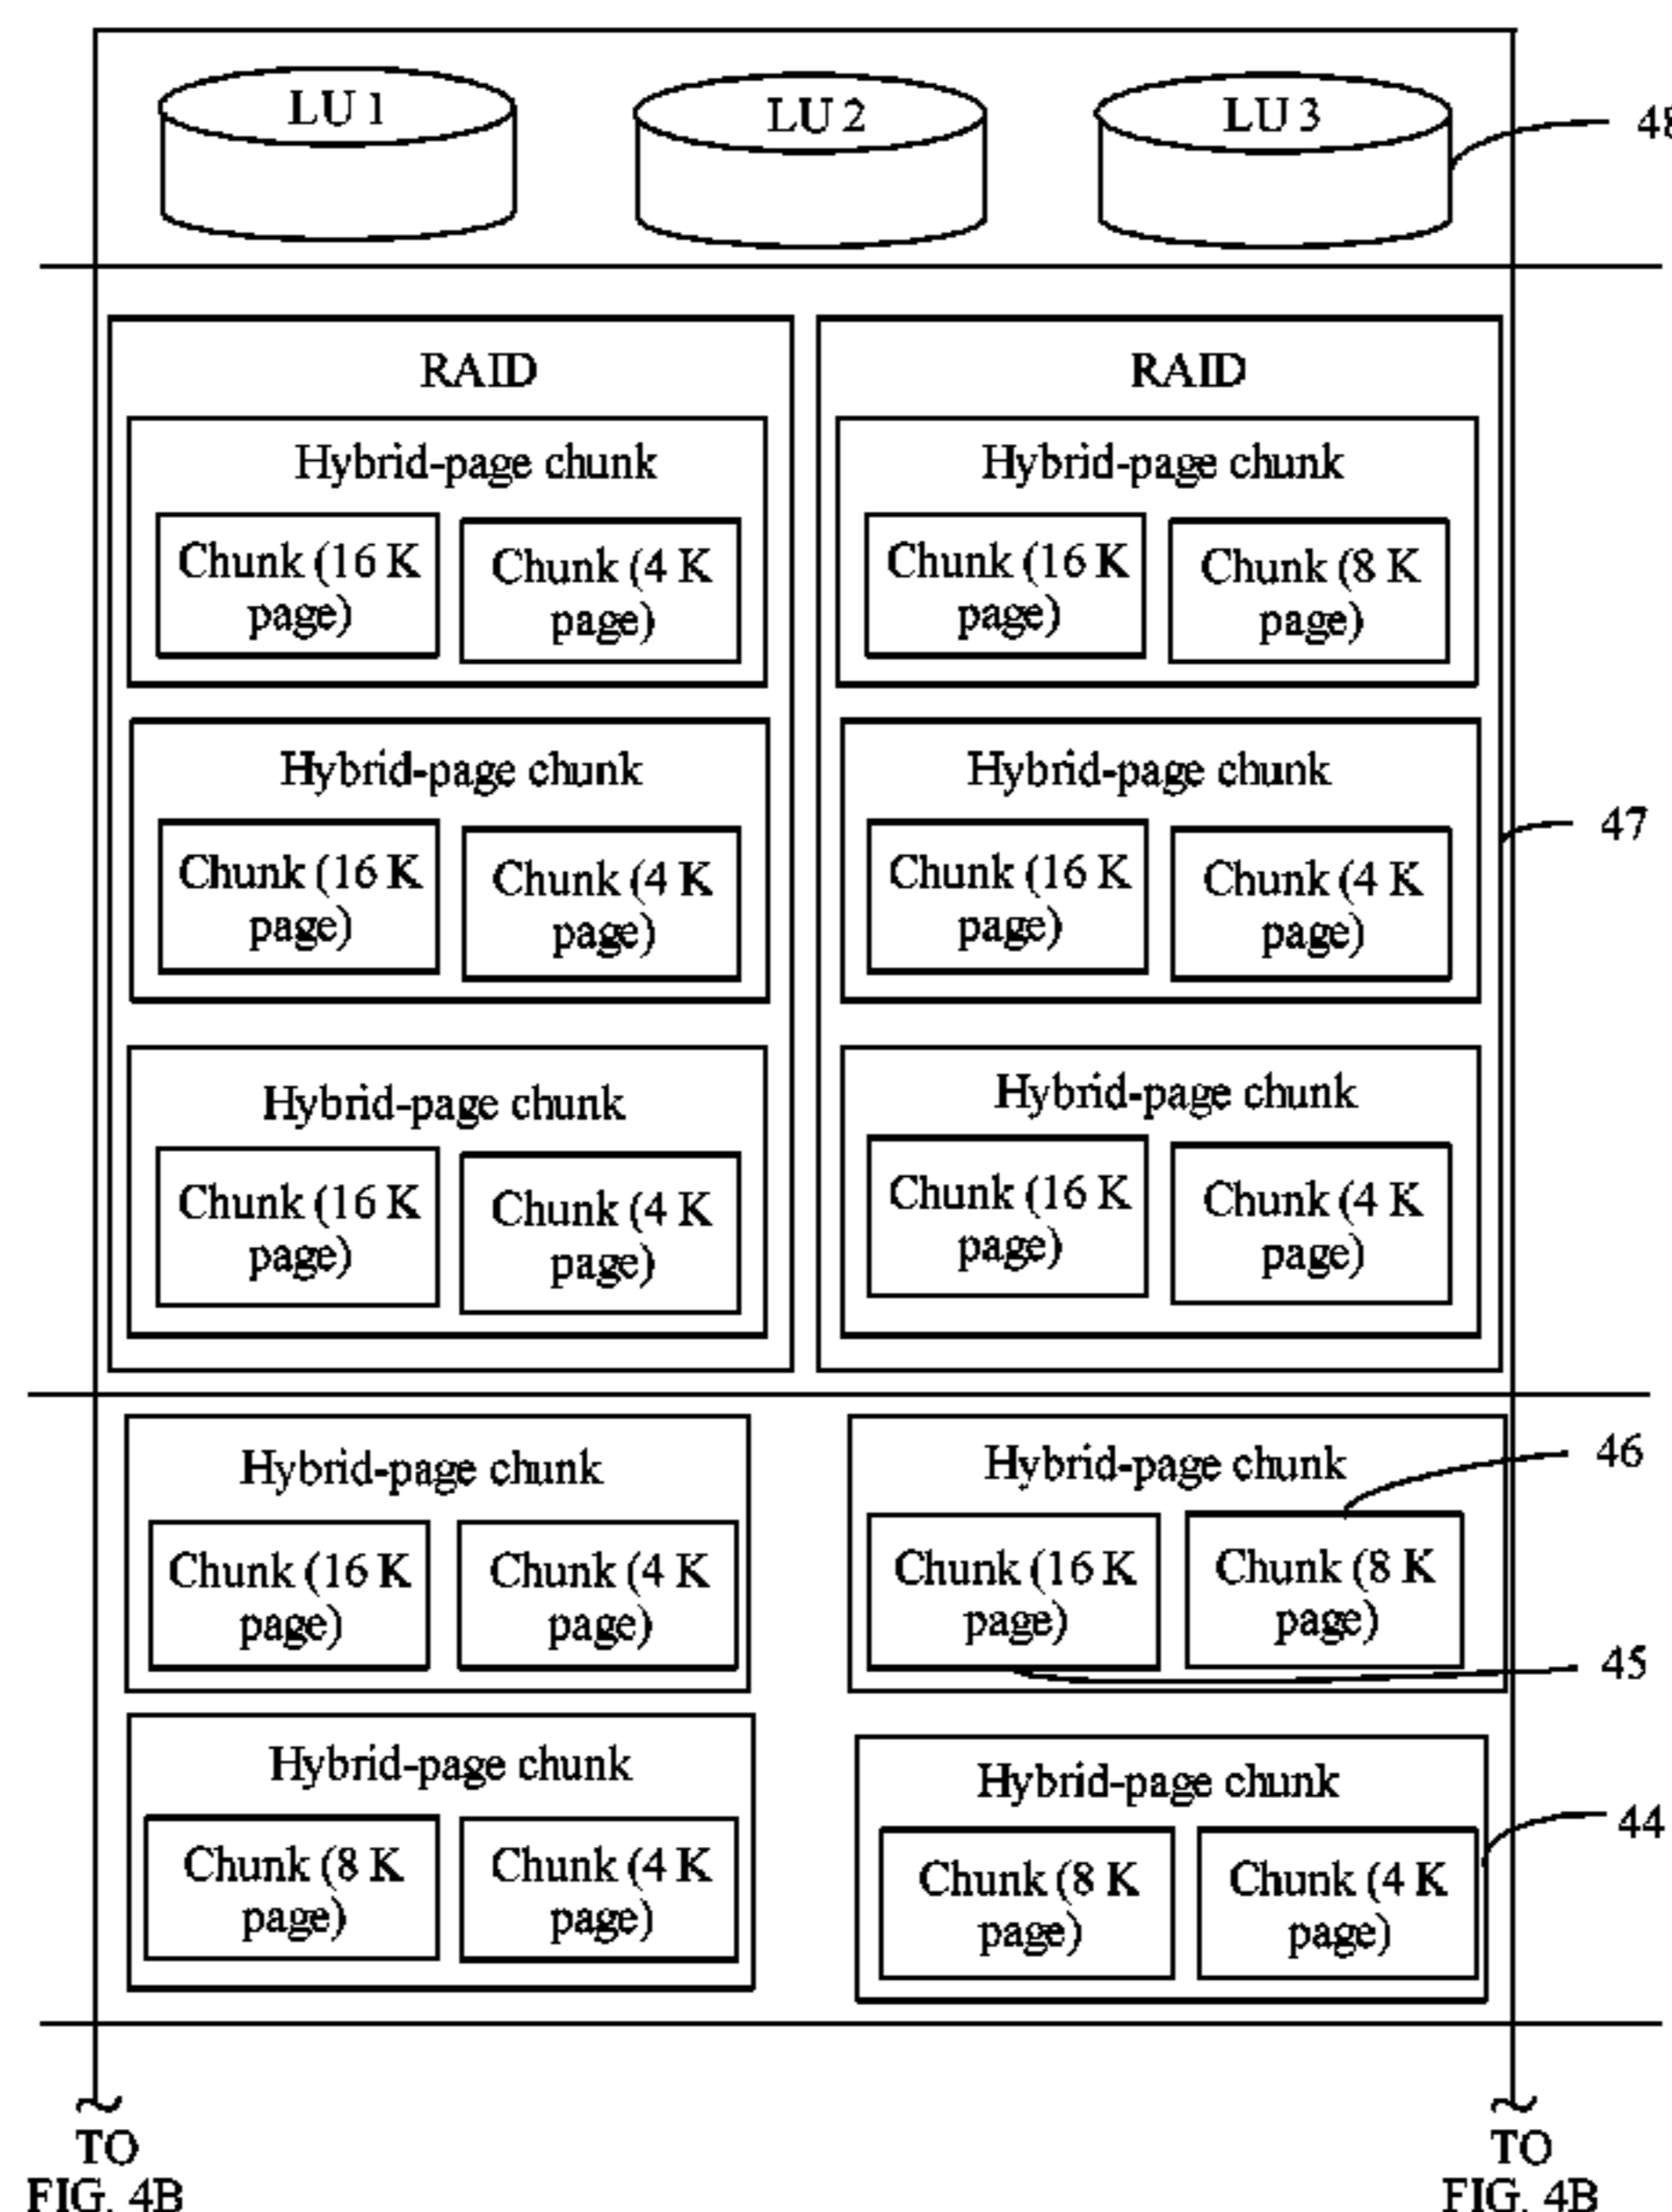 LU 1
LU 2
LU 3
48
RAID
Hybrid-page chunk
Chunk (16 K
page)
Chunk (4 K
page)
Hybrid-page chunk
Chunk (16 K
page)
Chunk (4 K
page)
Hybrid-page chunk
Chunk (16 K
page)
Chunk (4 K
page)
RAID
Hybrid-page chunk
Chunk (16 K
page)
Chunk (8 K
page)
Hybrid-page chunk
Chunk (16 K
page)
Chunk (4 K
page)
Hybrid-page chunk
Chunk (16 K
page)
Chunk (4 K
page)
47
Hybrid-page chunk
Chunk (16 K
page)
Chunk (4 K
page)
Hybrid-page chunk
Chunk (16 K
page)
Chunk (8 K
page)
46
45
Hybrid-page chunk
Chunk (8 K
page)
Chunk (4 K
page)
Hybrid-page chunk
Chunk (8 K
page)
Chunk (4 K
page)
44
TO
FIG. 4B
TO
FIG. 4B